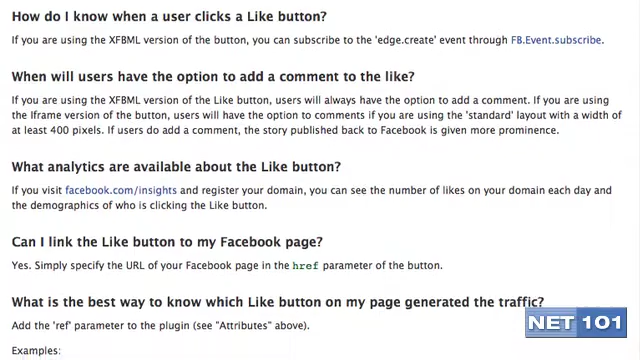 How do I know when a user clicks a Like button?
If you are using the XFBML version of the button, you can subscribe to the 'edge.create' event through FB.Event.subscribe.
When will users have the option to add a comment to the like?
If you are using the XFBML version of the Like button, users will always have the option to add a comment. If you are using
the Iframe version of the button, users will have the option to comments if you are using the 'standard' layout with a width of
at least 400 pixels. If users do add a comment, the story published back to Facebook is given more prominence.
What analytics are available about the Like button?
If you visit facebook.com/insights and register your domain, you can see the number of likes on your domain each day and
the demographics of who is clicking the Like button.
Can I link the Like button to my Facebook page?
Yes. Simply specify the URL of your Facebook page in the href parameter of the button.
What is the best way to know which Like button on my page generated the traffic?
Add the 'ref' parameter to the plugin (see "Attributes" above).
NET 101
Examples: